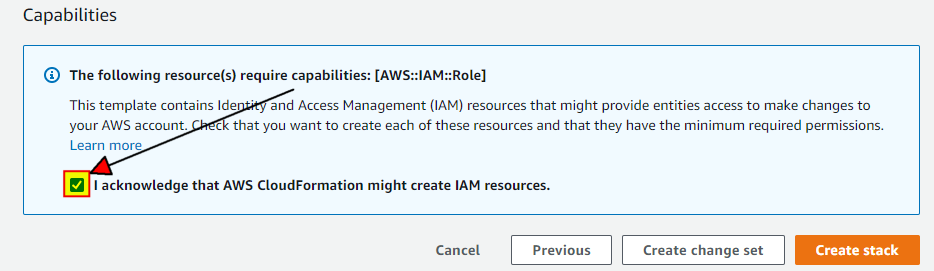 Capabilities
The following resource(s) require capabilities: [AWS::IAM::Role]
This template contains Identity and Access Management (IAM) resources that might provide entities access to make changes to
your AWS account. Check that you want to create each of these resources and that they have the minimum required permissions.
Learn more
I acknowledge that AWS CloudFormation might create IAM resources.
Cancel Previous Create change set Create stack